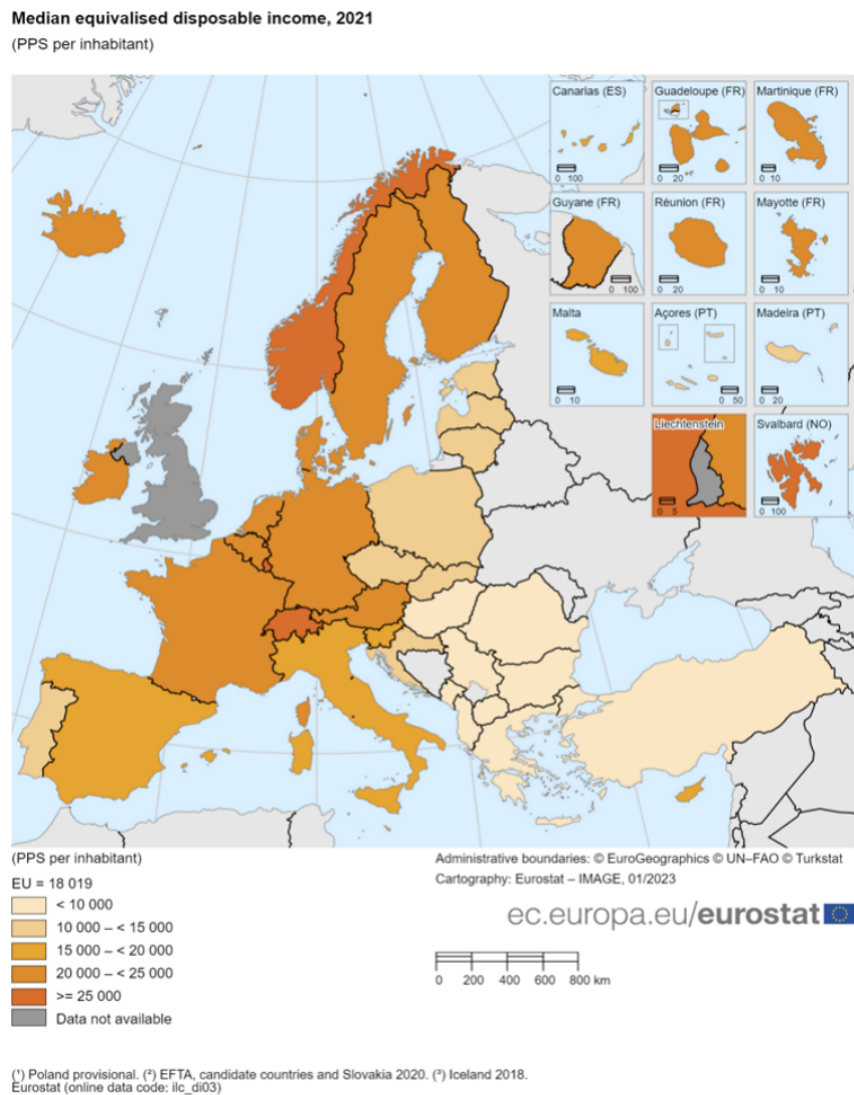 Median equivalised disposable income, 2021
(PPS per inhabitant)
Canarias (ES)
0 100
Guadeloupe (FR)
0 20
Martinique (FR)
0 10
Guyane (FR)
0 100
Réunion (FR)
0 20
Mayotte (FR)
0 10
Malta
0 10
Açores (PT)
0 50
Madeira (PT)
0 20
Liechtenstein
0 5
Svalbard (NO)
0 100
(PPS per inhabitant)
EU = 18 019
< 10 000
10 000 – < 15 000
15 000 – < 20 000
20 000 – < 25 000
>= 25 000
Data not available
Administrative boundaries: © EuroGeographics © UN–FAO © Turkstat
Cartography: Eurostat – IMAGE, 01/2023
ec.europa.eu/eurostat
0 200 400 600 800 km
(¹) Poland provisional. (²) EFTA, candidate countries and Slovakia 2020. (³) Iceland 2018.
Eurostat (online data code: ilc_di03)